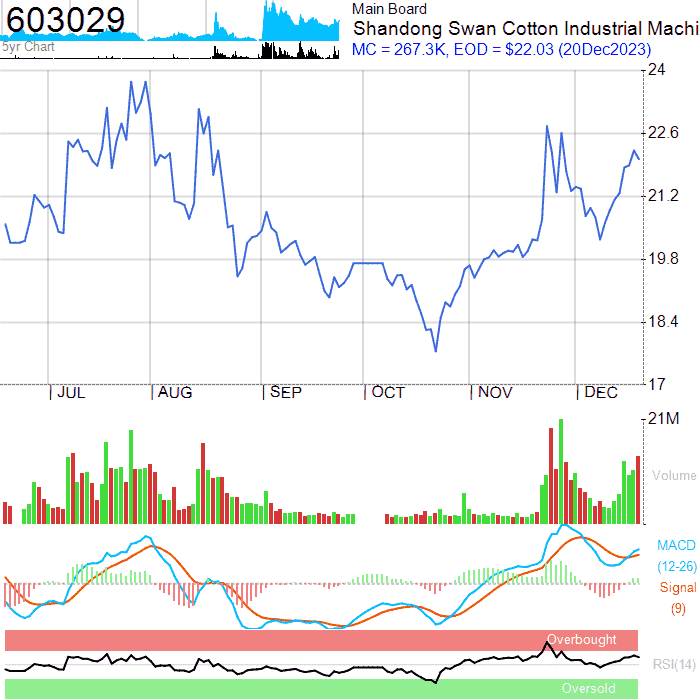 603029
5yr Chart
Main Board
Shandong Swan Cotton Industrial Machi
MC = 267.3K, EOD = $22.03 (20Dec2023)
24
22.6
21.2
19.8
18.4
17
JUL AUG SEP OCT NOV DEC
21M
Volume
MACD
(12-26)
Signal
(9)
Overbought
RSI(14)
Oversold